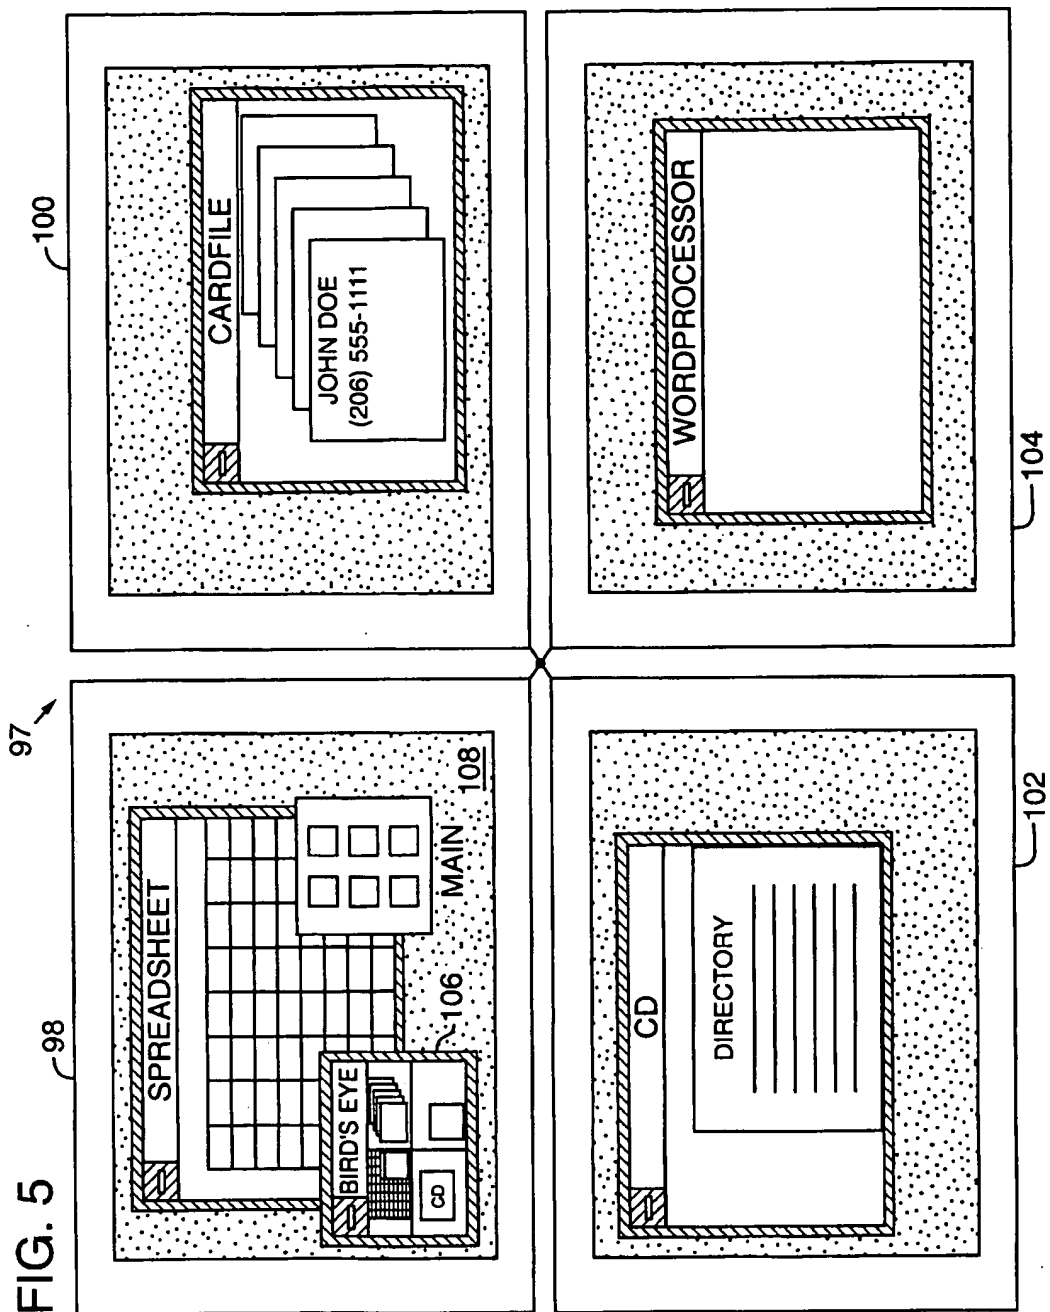 FIG. 5
97
98
SPREADSHEET
MAIN
108
BIRD'S EYE
CD
106
100
CARDFILE
JOHN DOE
(206) 555-1111
CD
DIRECTORY
102
WORDPROCESSOR
104